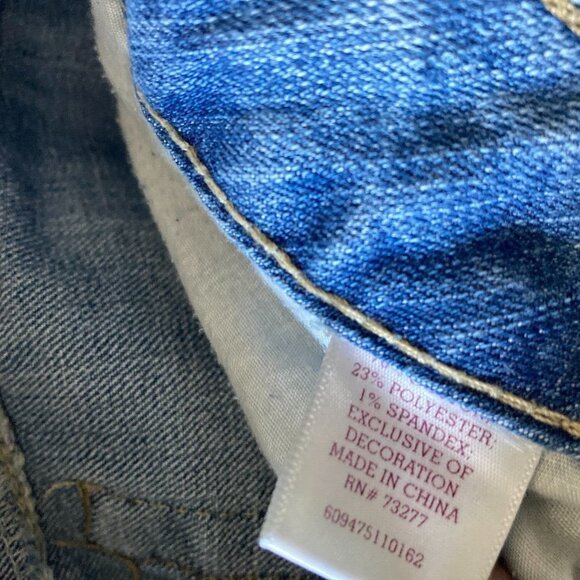 23% POLYESTER;
1% SPANDEX,
EXCLUSIVE OF
DECORATION
MADE IN CHINA
RN# 73277
609475110162